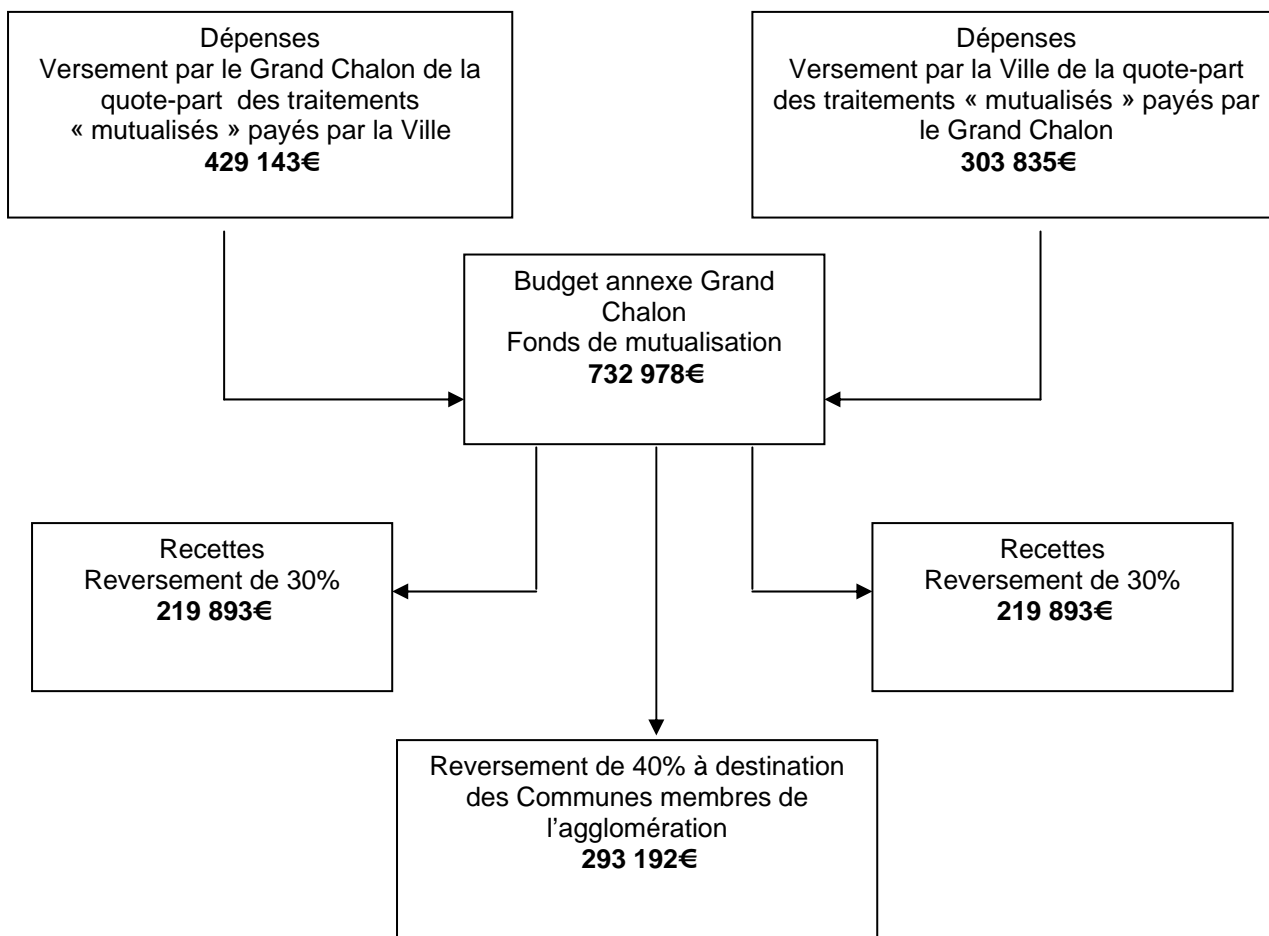 Dépenses
Versement par le Grand Chalon de la
quote-part des traitements
« mutualisés » payés par la Ville
429 143€
Dépenses
Versement par la Ville de la quote-part
des traitements « mutualisés » payés par
le Grand Chalon
303 835€
Budget annexe Grand
Chalon
Fonds de mutualisation
732 978€
Recettes
Reversement de 30%
219 893€
Recettes
Reversement de 30%
219 893€
Reversement de 40% à destination
des Communes membres de
l’agglomération
293 192€